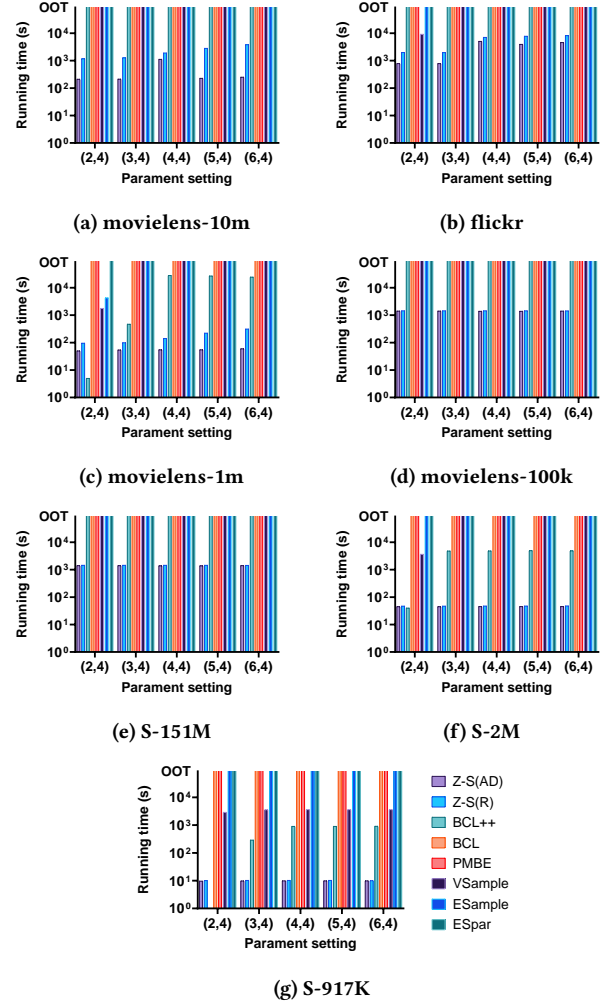 OOT
10⁴
10³
10²
10¹
10⁰
Running time (s)
(2,4) (3,4) (4,4) (5,4) (6,4)
Parament setting
(a) movielens-10m
OOT
10⁴
10³
10²
10¹
10⁰
Running time (s)
(2,4) (3,4) (4,4) (5,4) (6,4)
Parament setting
(b) flickr
OOT
10⁴
10³
10²
10¹
10⁰
Running time (s)
(2,4) (3,4) (4,4) (5,4) (6,4)
Parament setting
(c) movielens-1m
OOT
10⁴
10³
10²
10¹
10⁰
Running time (s)
(2,4) (3,4) (4,4) (5,4) (6,4)
Parament setting
(d) movielens-100k
OOT
10⁴
10³
10²
10¹
10⁰
Running time (s)
(2,4) (3,4) (4,4) (5,4) (6,4)
Parament setting
(e) S-151M
OOT
10⁴
10³
10²
10¹
10⁰
Running time (s)
(2,4) (3,4) (4,4) (5,4) (6,4)
Parament setting
(f) S-2M
OOT
10⁴
10³
10²
10¹
10⁰
Running time (s)
(2,4) (3,4) (4,4) (5,4) (6,4)
Parament setting
Z-S(AD)
Z-S(R)
BCL++
BCL
PMBE
VSample
ESample
ESpar
(g) S-917K